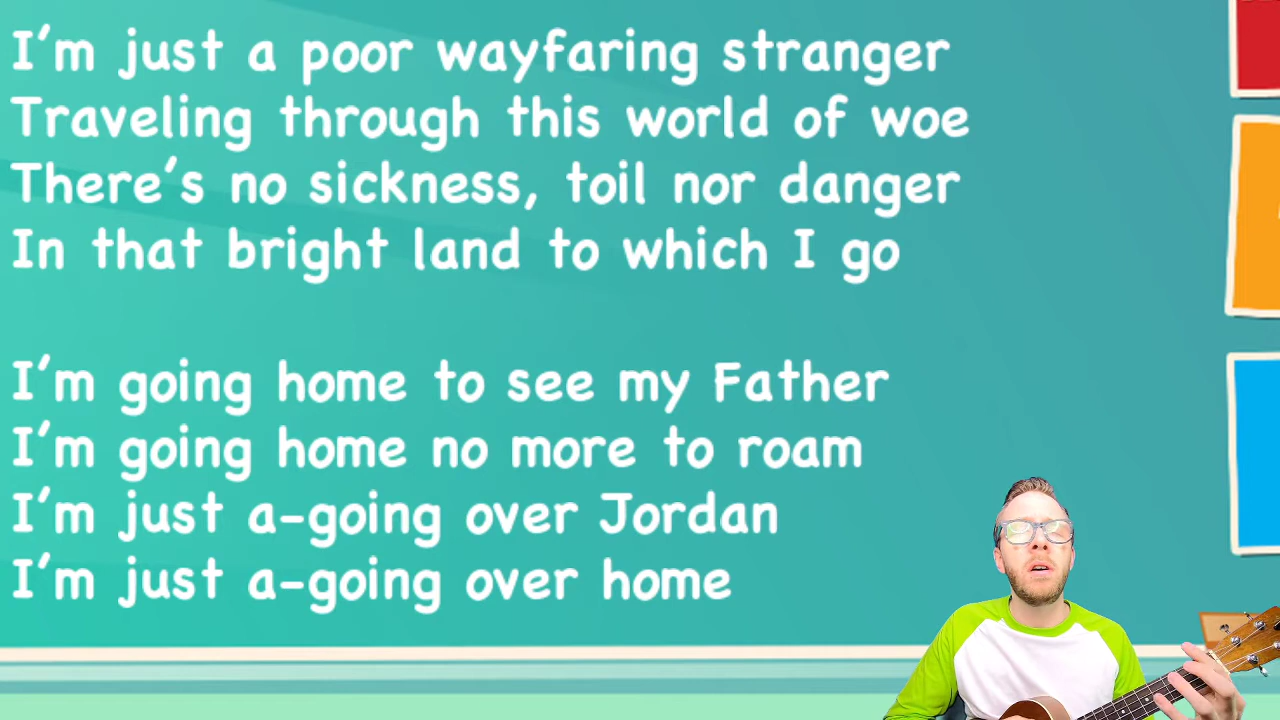 I'm just a poor wayfaring stranger
Traveling through this world of woe
There's no sickness, toil nor danger
In that bright land to which I go
I'm going home to see my Father
I'm going home no more to roam
I'm just a-going over Jordan
I'm just a-going over home